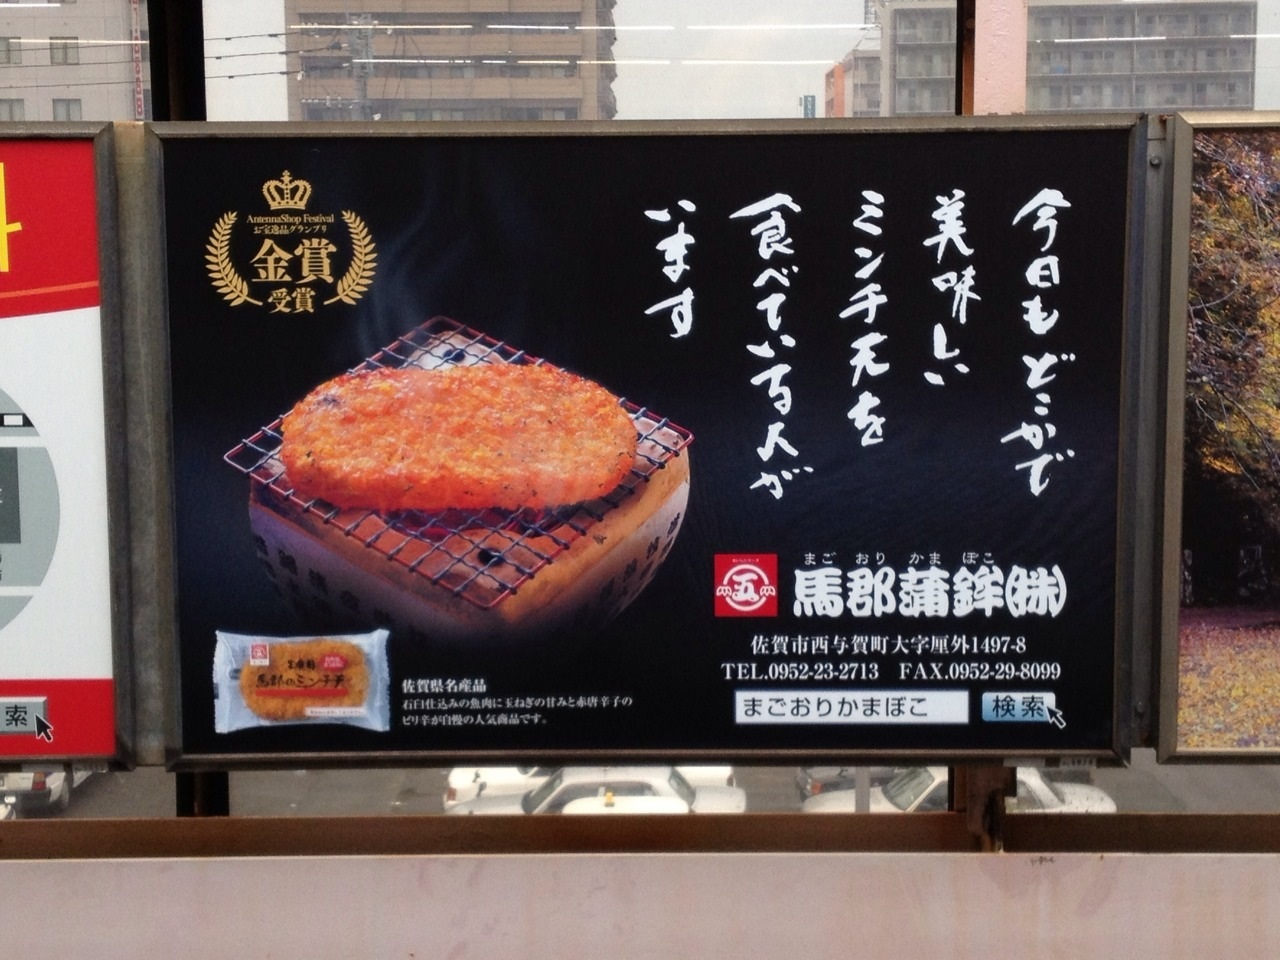 AntennaShop Festival
お宝逸品グランプリ
金賞
受賞
今日もどこかで
美味しい
ミンチ天を
食べている人が
います
五
まごおりかまぼこ
馬郡蒲鉾㈱
佐賀市西与賀町大字厘外1497-8
TEL.0952-23-2713 FAX.0952-29-8099
まごおりかまぼこ 検索
馬郡のミンチ天
佐賀県名産品
石臼仕込みの魚肉に玉ねぎの甘みと赤唐辛子の
ピリ辛が自慢の人気商品です。
索